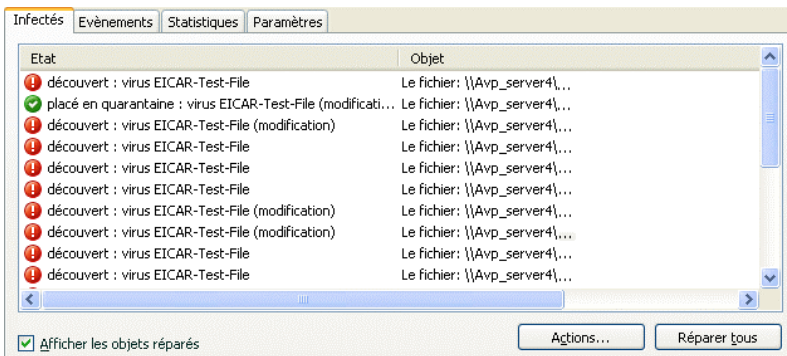 Infectés Evènements Statistiques Paramètres
Etat Objet
découvert : virus EICAR-Test-File Le fichier: \\Avp_server4\...
placé en quarantaine : virus EICAR-Test-File (modificati... Le fichier: \\Avp_server4\...
découvert : virus EICAR-Test-File (modification) Le fichier: \\Avp_server4\...
découvert : virus EICAR-Test-File Le fichier: \\Avp_server4\...
découvert : virus EICAR-Test-File Le fichier: \\Avp_server4\...
découvert : virus EICAR-Test-File Le fichier: \\Avp_server4\...
découvert : virus EICAR-Test-File (modification) Le fichier: \\Avp_server4\...
découvert : virus EICAR-Test-File (modification) Le fichier: \\Avp_server4\...
découvert : virus EICAR-Test-File Le fichier: \\Avp_server4\...
découvert : virus EICAR-Test-File Le fichier: \\Avp_server4\...
Afficher les objets réparés Actions... Réparer tous